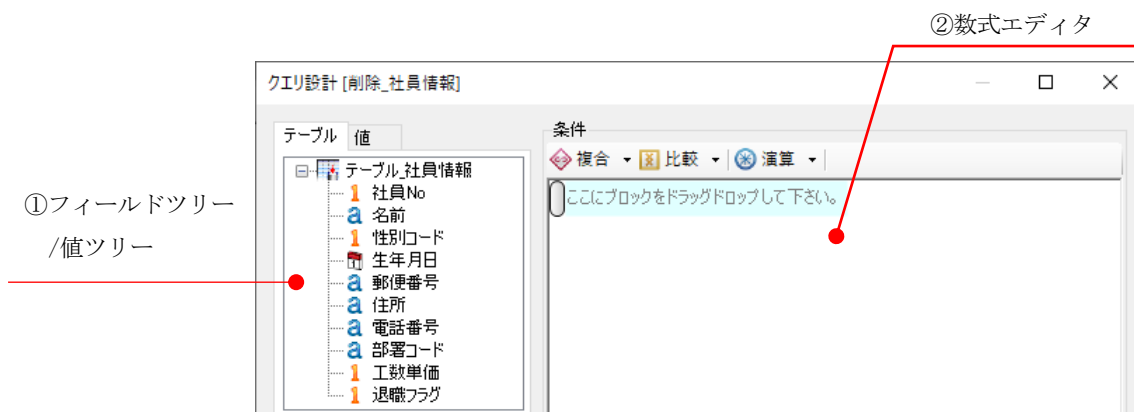 ②数式エディタ
クエリ設計 [削除_社員情報]
テーブル 値
条件
複合 比較 演算
テーブル_社員情報
ここにブロックをドラッグドロップして下さい。
①フィールドツリー
/値ツリー
社員No
名前
性別コード
生年月日
郵便番号
住所
電話番号
部署コード
工数単価
退職フラグ